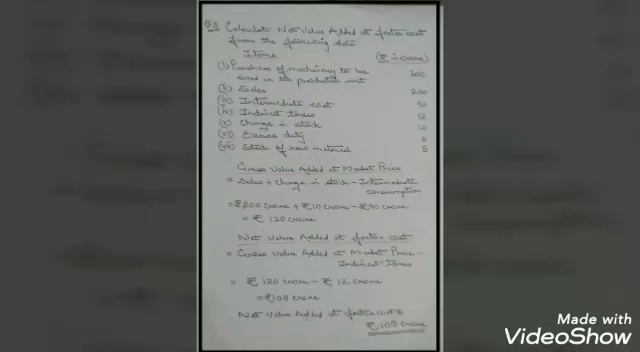 Q.3 Calculate Net Value Added at factor cost
from the following data
Items (₹ in crore)
(i) Purchase of machinery to be 100
used in the production unit
(ii) Sales 200
(iii) Intermediate cost 90
(iv) Indirect taxes 12
(v) Change in stock 10
(vi) Excise duty 6
(vii) Stock of raw material 5
Gross Value Added at Market Price
= Sales + Change in stock - Intermediate
consumption
= ₹200 crore + ₹10 crore - ₹90 crore
= ₹ 120 crore
Net Value Added at factor cost
= Gross Value Added at Market Price -
Indirect Taxes
= ₹ 120 crore - ₹ 12 crore
= ₹108 crore
Net Value Added at factor cost =
₹ 108 crore
Made with
VideoShow